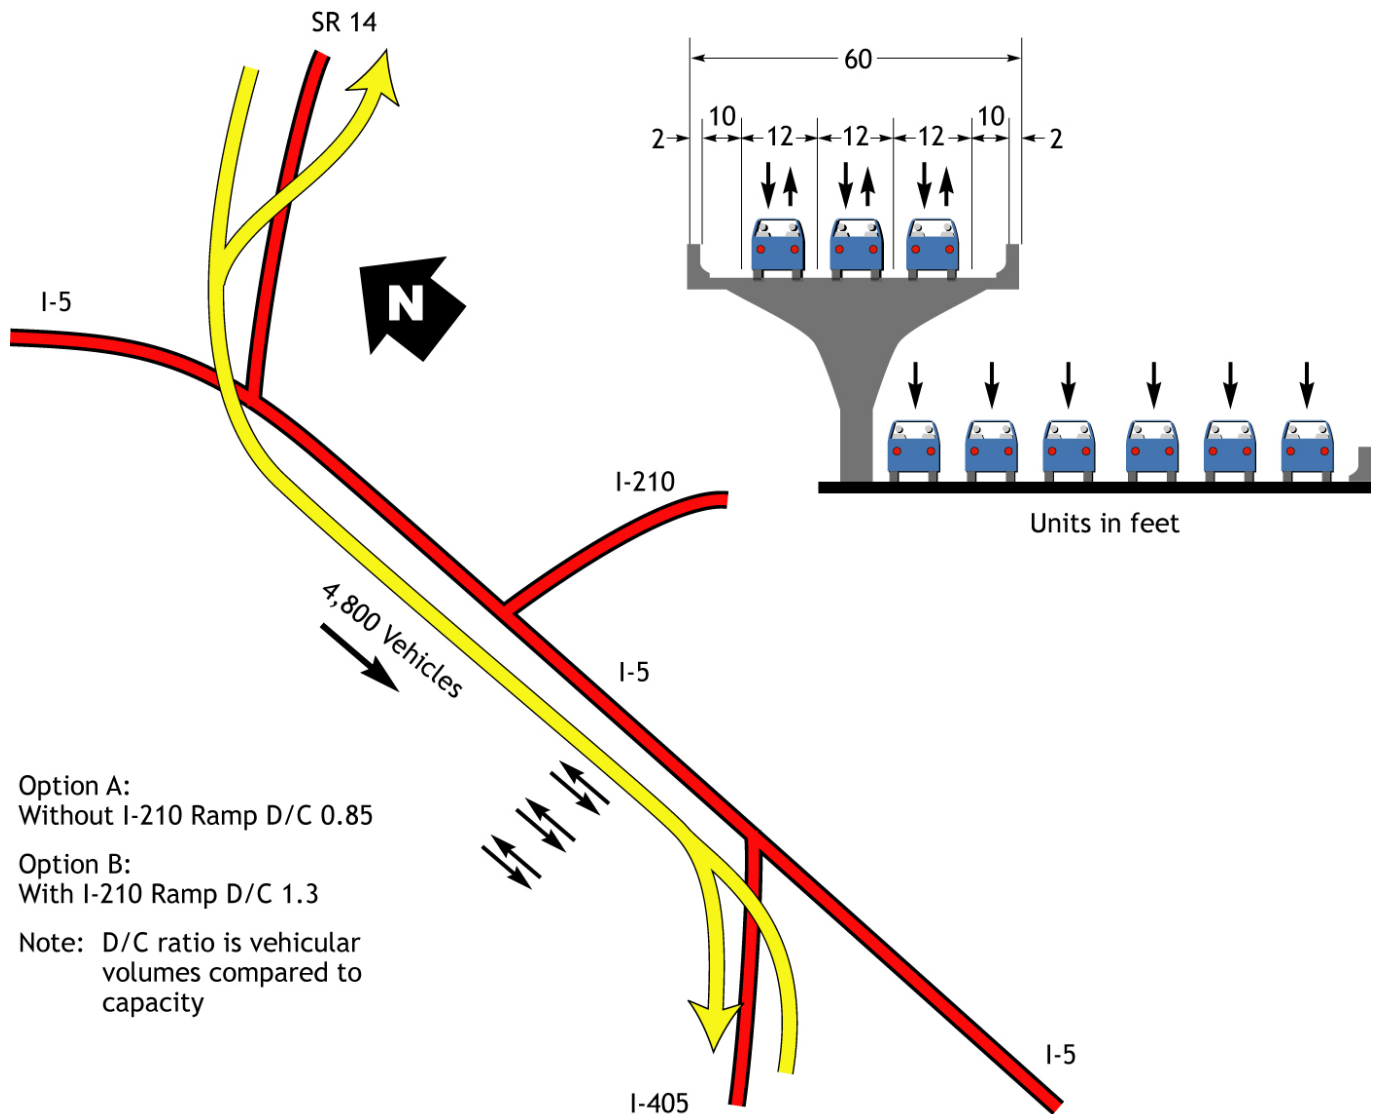 SR 14
60
10
10
2
12
12
12
2
N
I-5
I-210
Units in feet
4,800 Vehicles
I-5
Option A:
Without I-210 Ramp D/C 0.85
Option B:
With I-210 Ramp D/C 1.3
Note: D/C ratio is vehicular
volumes compared to
capacity
I-5
I-405